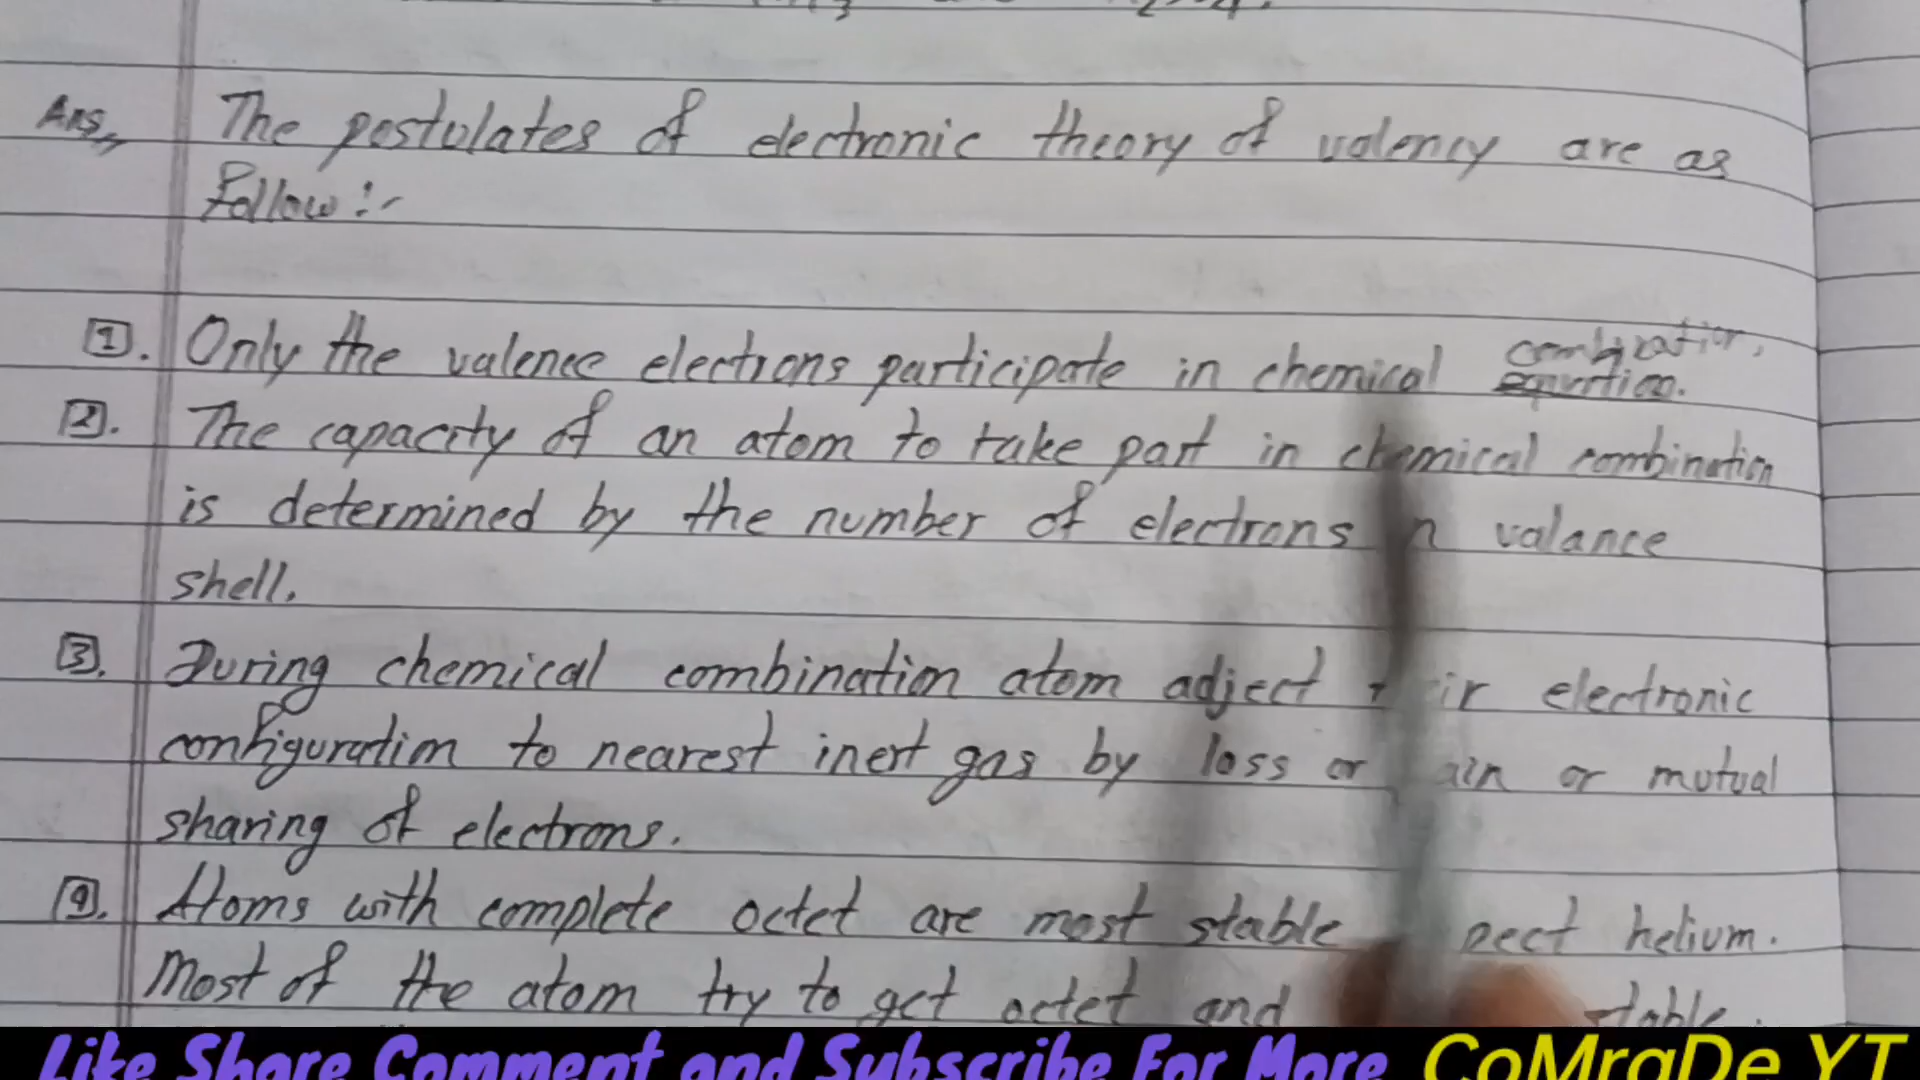 Ans,
The postulates of electronic theory of valency are as
follow:-
1. Only the valence electrons participate in chemical combination.
2. The capacity of an atom to take part in chemical combination
is determined by the number of electrons valance
shell.
3. During chemical combination atom adject electronic
configuration to nearest inert gas by loss or or mutual
sharing of electrons.
4. Atoms with complete octet are most stable helium.
Most of the atom try to get octet and
Like Share Comment and Subscribe For More CoMraDe YT